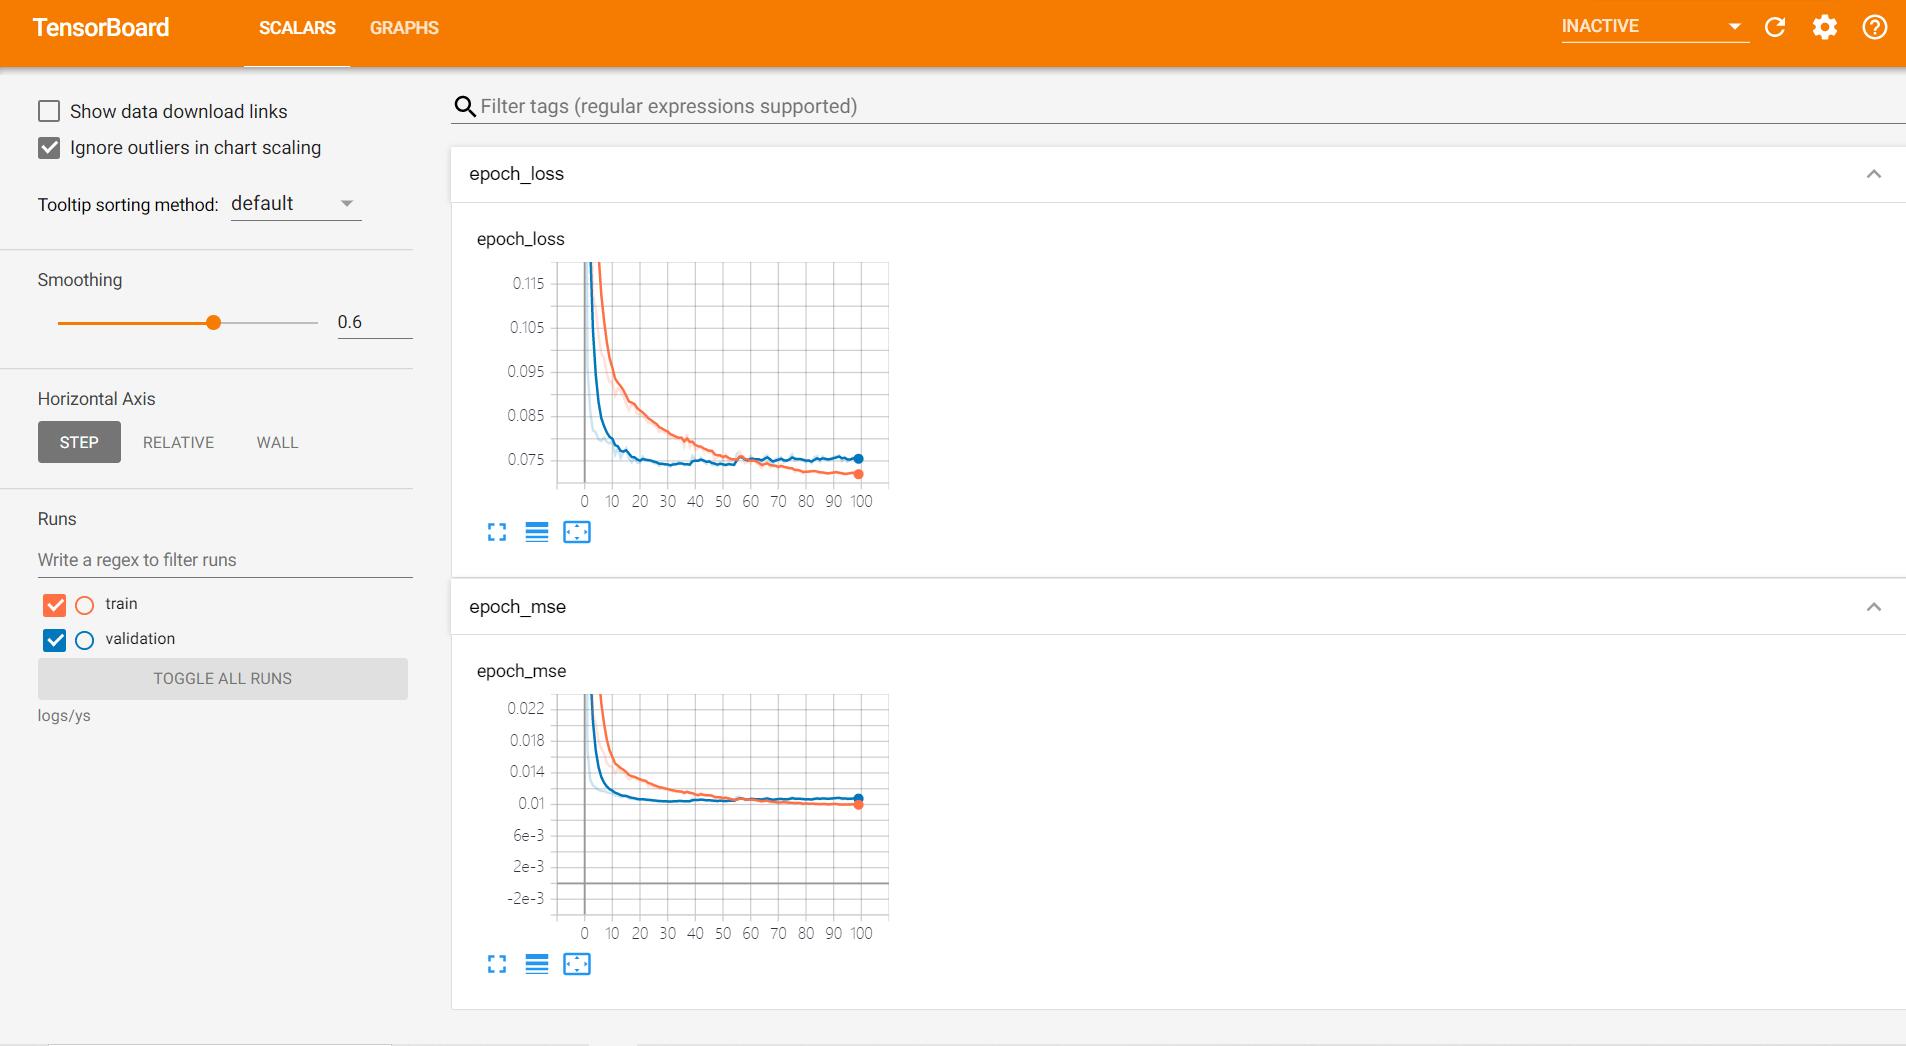 TensorBoard
SCALARS
GRAPHS
INACTIVE
Show data download links
Ignore outliers in chart scaling
Tooltip sorting method: default
Smoothing
0.6
Horizontal Axis
STEP RELATIVE WALL
Runs
Write a regex to filter runs
train
validation
TOGGLE ALL RUNS
logs/ys
Filter tags (regular expressions supported)
epoch_loss
epoch_loss
0.115
0.105
0.095
0.085
0.075
0 10 20 30 40 50 60 70 80 90 100
epoch_mse
epoch_mse
0.022
0.018
0.014
0.01
6e-3
2e-3
-2e-3
0 10 20 30 40 50 60 70 80 90 100